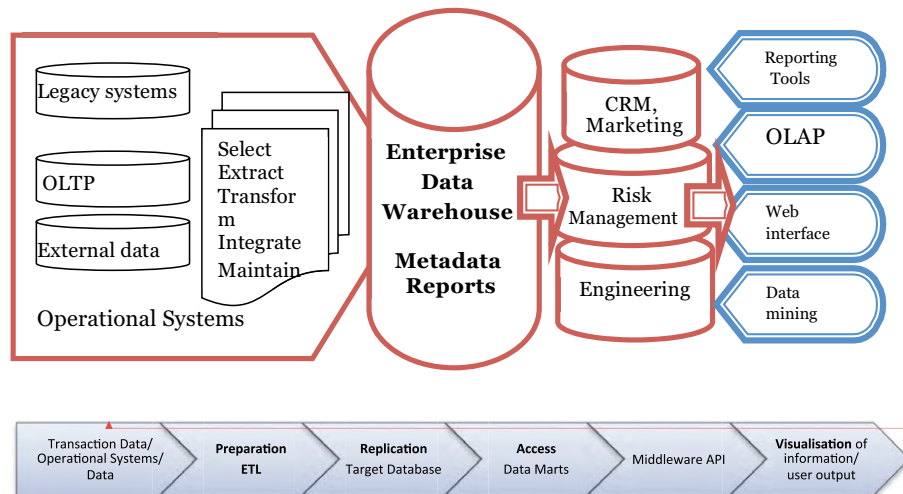 Legacy systems
OLTP
External data
Operational Systems
Select
Extract
Transfor
m
Integrate
Maintain
Enterprise
Data
Warehouse
Metadata
Reports
CRM,
Marketing
Risk
Management
Engineering
Reporting
Tools
OLAP
Web
interface
Data
mining
Transaction Data/
Operational Systems/
Data
Preparation
ETL
Replication
Target Database
Access
Data Marts
Middleware API
Visualisation of
information/
user output